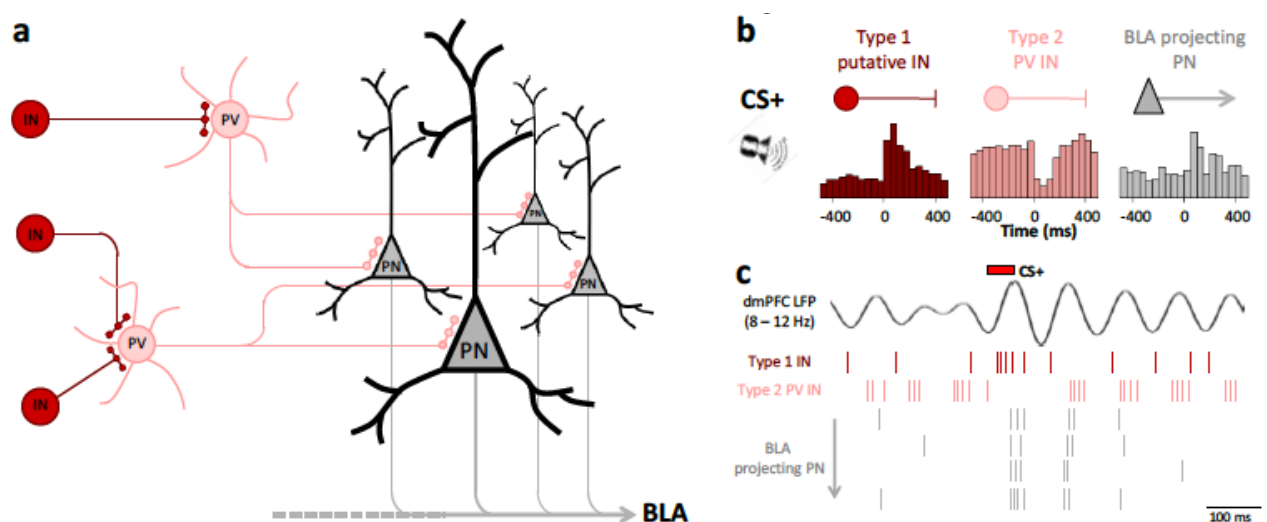 a
IN
PV
IN
PV
IN
PN
PN
PN
PN
BLA
b
Type 1
putative IN
Type 2
PV IN
BLA projecting
PN
CS+
-400 0 400
-400 0 400
-400 0 400
Time (ms)
c
CS+
dmPFC LFP
(8 – 12 Hz)
Type 1 IN
Type 2 PV IN
BLA
projecting PN
100 ms